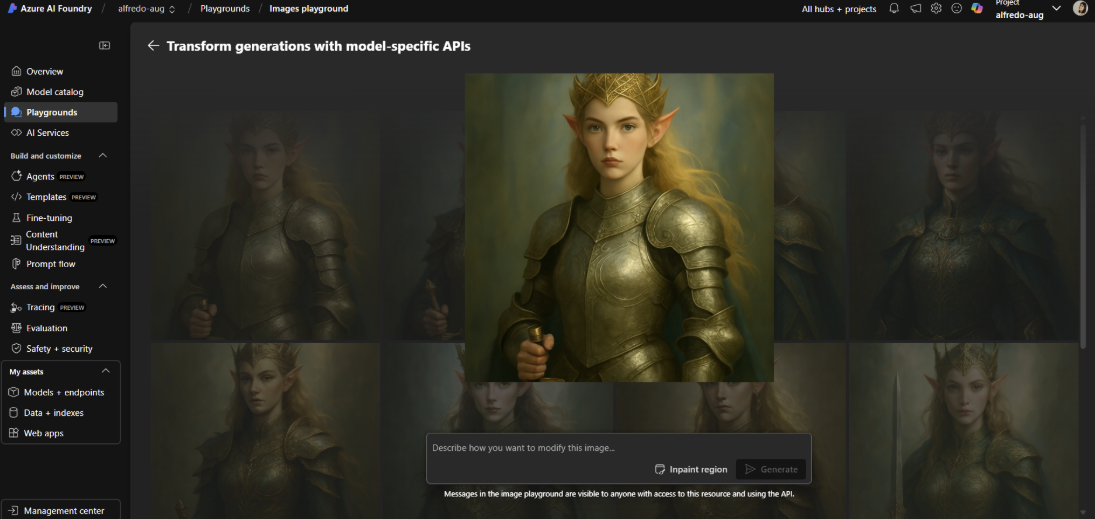 Azure AI Foundry / alfredo-aug / Playgrounds / Images playground
All hubs + projects
Project
alfredo-aug
Transform generations with model-specific APIs
Overview
Model catalog
Playgrounds
AI Services
Build and customize
Agents PREVIEW
Templates PREVIEW
Fine-tuning
Content
Understanding PREVIEW
Prompt flow
Assess and improve
Tracing PREVIEW
Evaluation
Safety + security
My assets
Models + endpoints
Data + indexes
Web apps
Management center
Describe how you want to modify this image...
Inpaint region Generate
Messages in the image playground are visible to anyone with access to this resource and using the API.